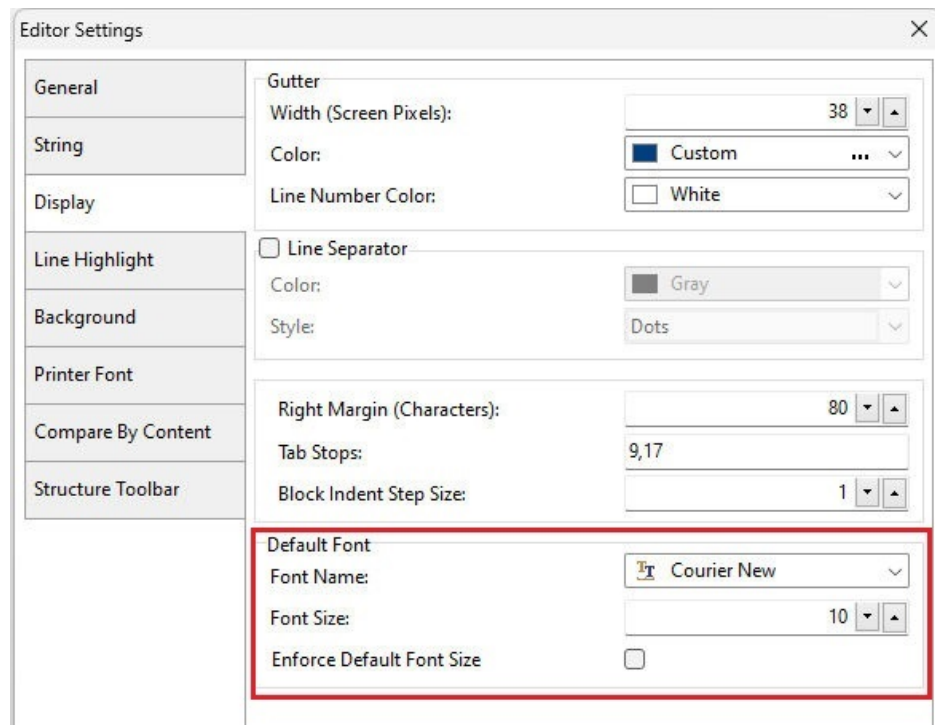 Editor Settings
General
String
Display
Line Highlight
Background
Printer Font
Compare By Content
Structure Toolbar
Gutter
Width (Screen Pixels): 38
Color: Custom ...
Line Number Color: White
Line Separator
Color: Gray
Style: Dots
Right Margin (Characters): 80
Tab Stops: 9,17
Block Indent Step Size: 1
Default Font
Font Name: TT Courier New
Font Size: 10
Enforce Default Font Size